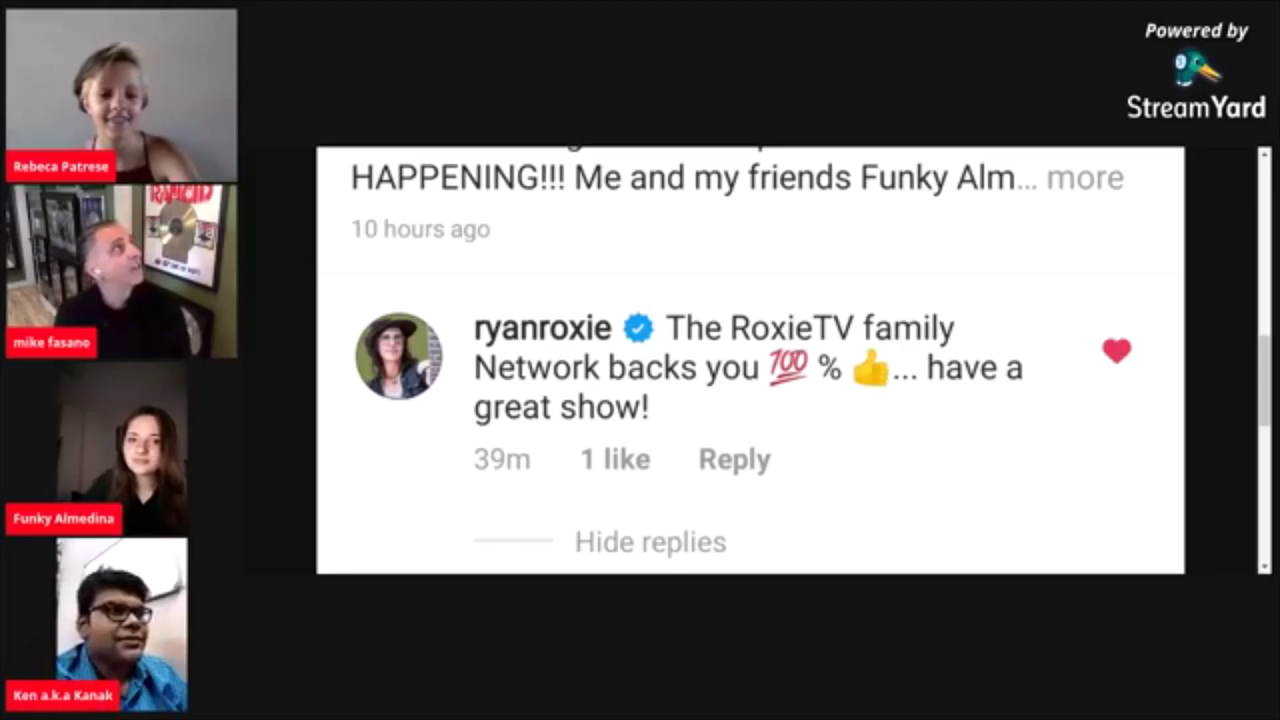 Powered by
StreamYard
Rebeca Patrese
RANCID
mike fasano
Funky Almedina
Ken a.k.a Kanak
HAPPENING!!! Me and my friends Funky Alm... more
10 hours ago
ryanroxie The RoxieTV family
Network backs you 💯 % 👍... have a
great show!
39m 1 like Reply
Hide replies